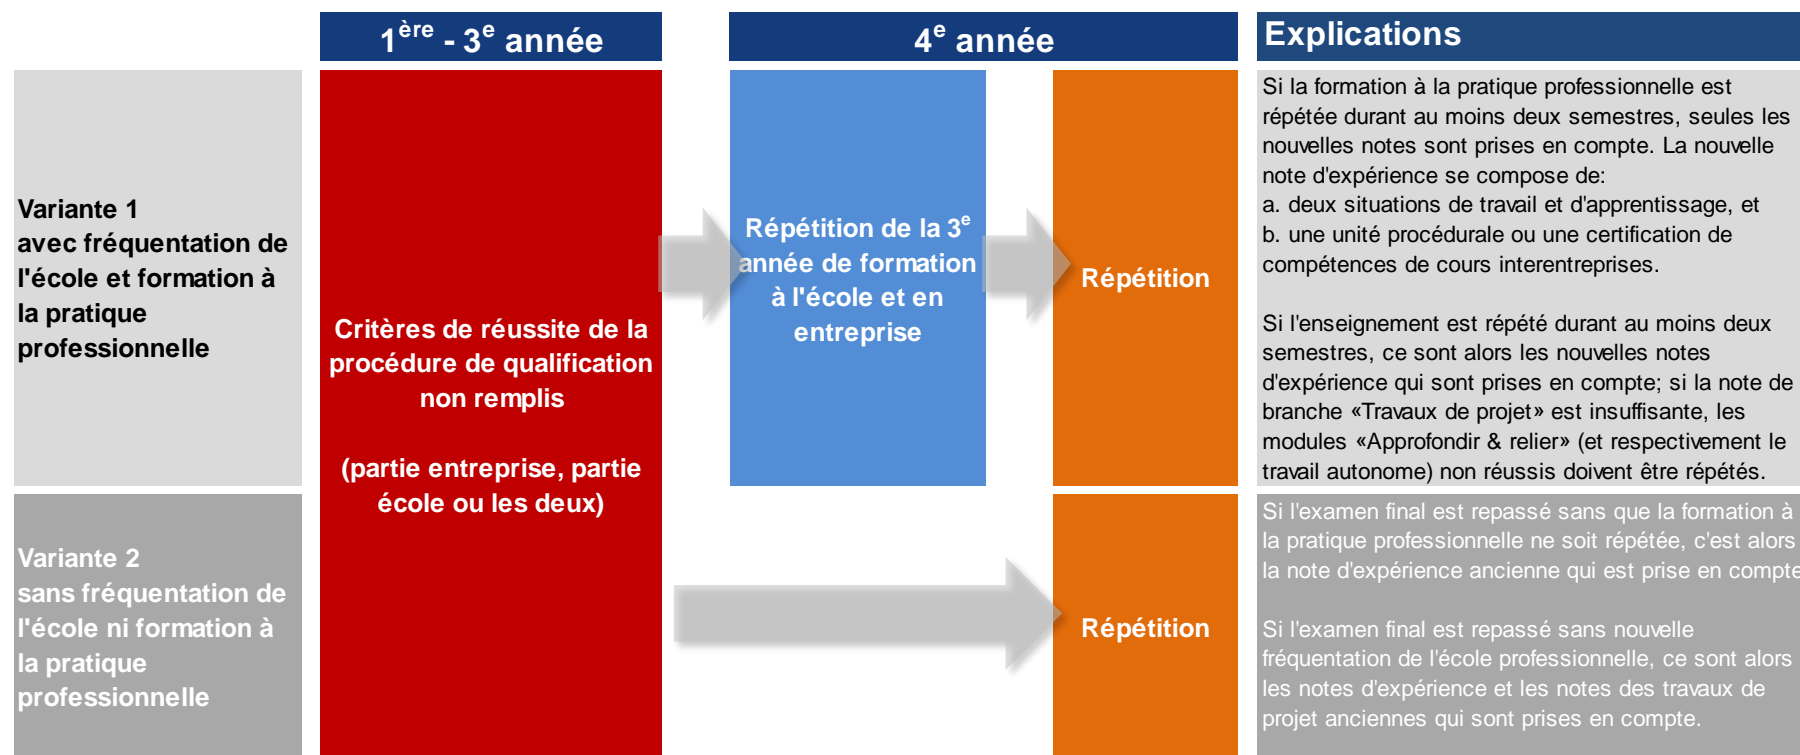 1ère - 3e année
4e année
Explications
Variante 1
avec fréquentation de
l'école et formation à
la pratique
professionnelle
Critères de réussite de la
procédure de qualification
non remplis
(partie entreprise, partie
école ou les deux)
Répétition de la 3e
année de formation
à l'école et en
entreprise
Répétition
Si la formation à la pratique professionnelle est
répétée durant au moins deux semestres, seules les
nouvelles notes sont prises en compte. La nouvelle
note d'expérience se compose de:
a. deux situations de travail et d'apprentissage, et
b. une unité procédurale ou une certification de
compétences de cours interentreprises.
Si l'enseignement est répété durant au moins deux
semestres, ce sont alors les nouvelles notes
d'expérience qui sont prises en compte; si la note de
branche «Travaux de projet» est insuffisante, les
modules «Approfondir & relier» (et respectivement le
travail autonome) non réussis doivent être répétés.
Variante 2
sans fréquentation de
l'école ni formation à
la pratique
professionnelle
Répétition
Si l'examen final est repassé sans que la formation à
la pratique professionnelle ne soit répétée, c'est alors
la note d'expérience ancienne qui est prise en compte
Si l'examen final est repassé sans nouvelle
fréquentation de l'école professionnelle, ce sont alors
les notes d'expérience et les notes des travaux de
projet anciennes qui sont prises en compte.